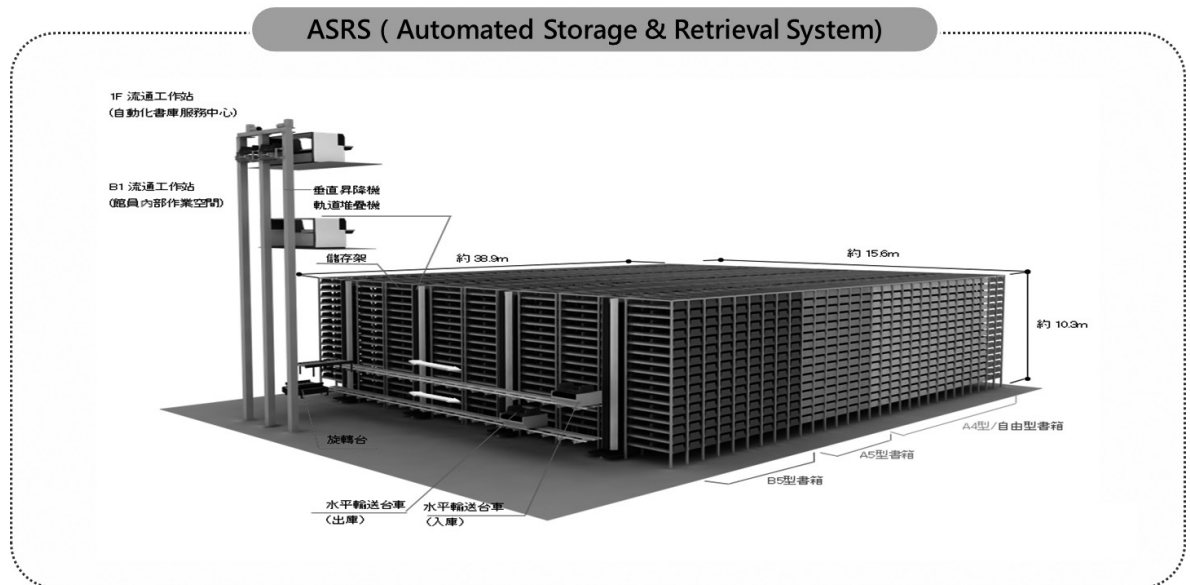 ASRS ( Automated Storage & Retrieval System)
1F 流通工作站
(自動化書庫服務中心)
B1 流通工作站
(館員內部作業空間)
垂直昇降機
軌道堆疊機
儲存架
約 38.9m
約 15.6m
約 10.3m
旋轉台
A4型/自由型書箱
A5型書箱
B5型書箱
水平輸送台車
(出庫)
水平輸送台車
(入庫)